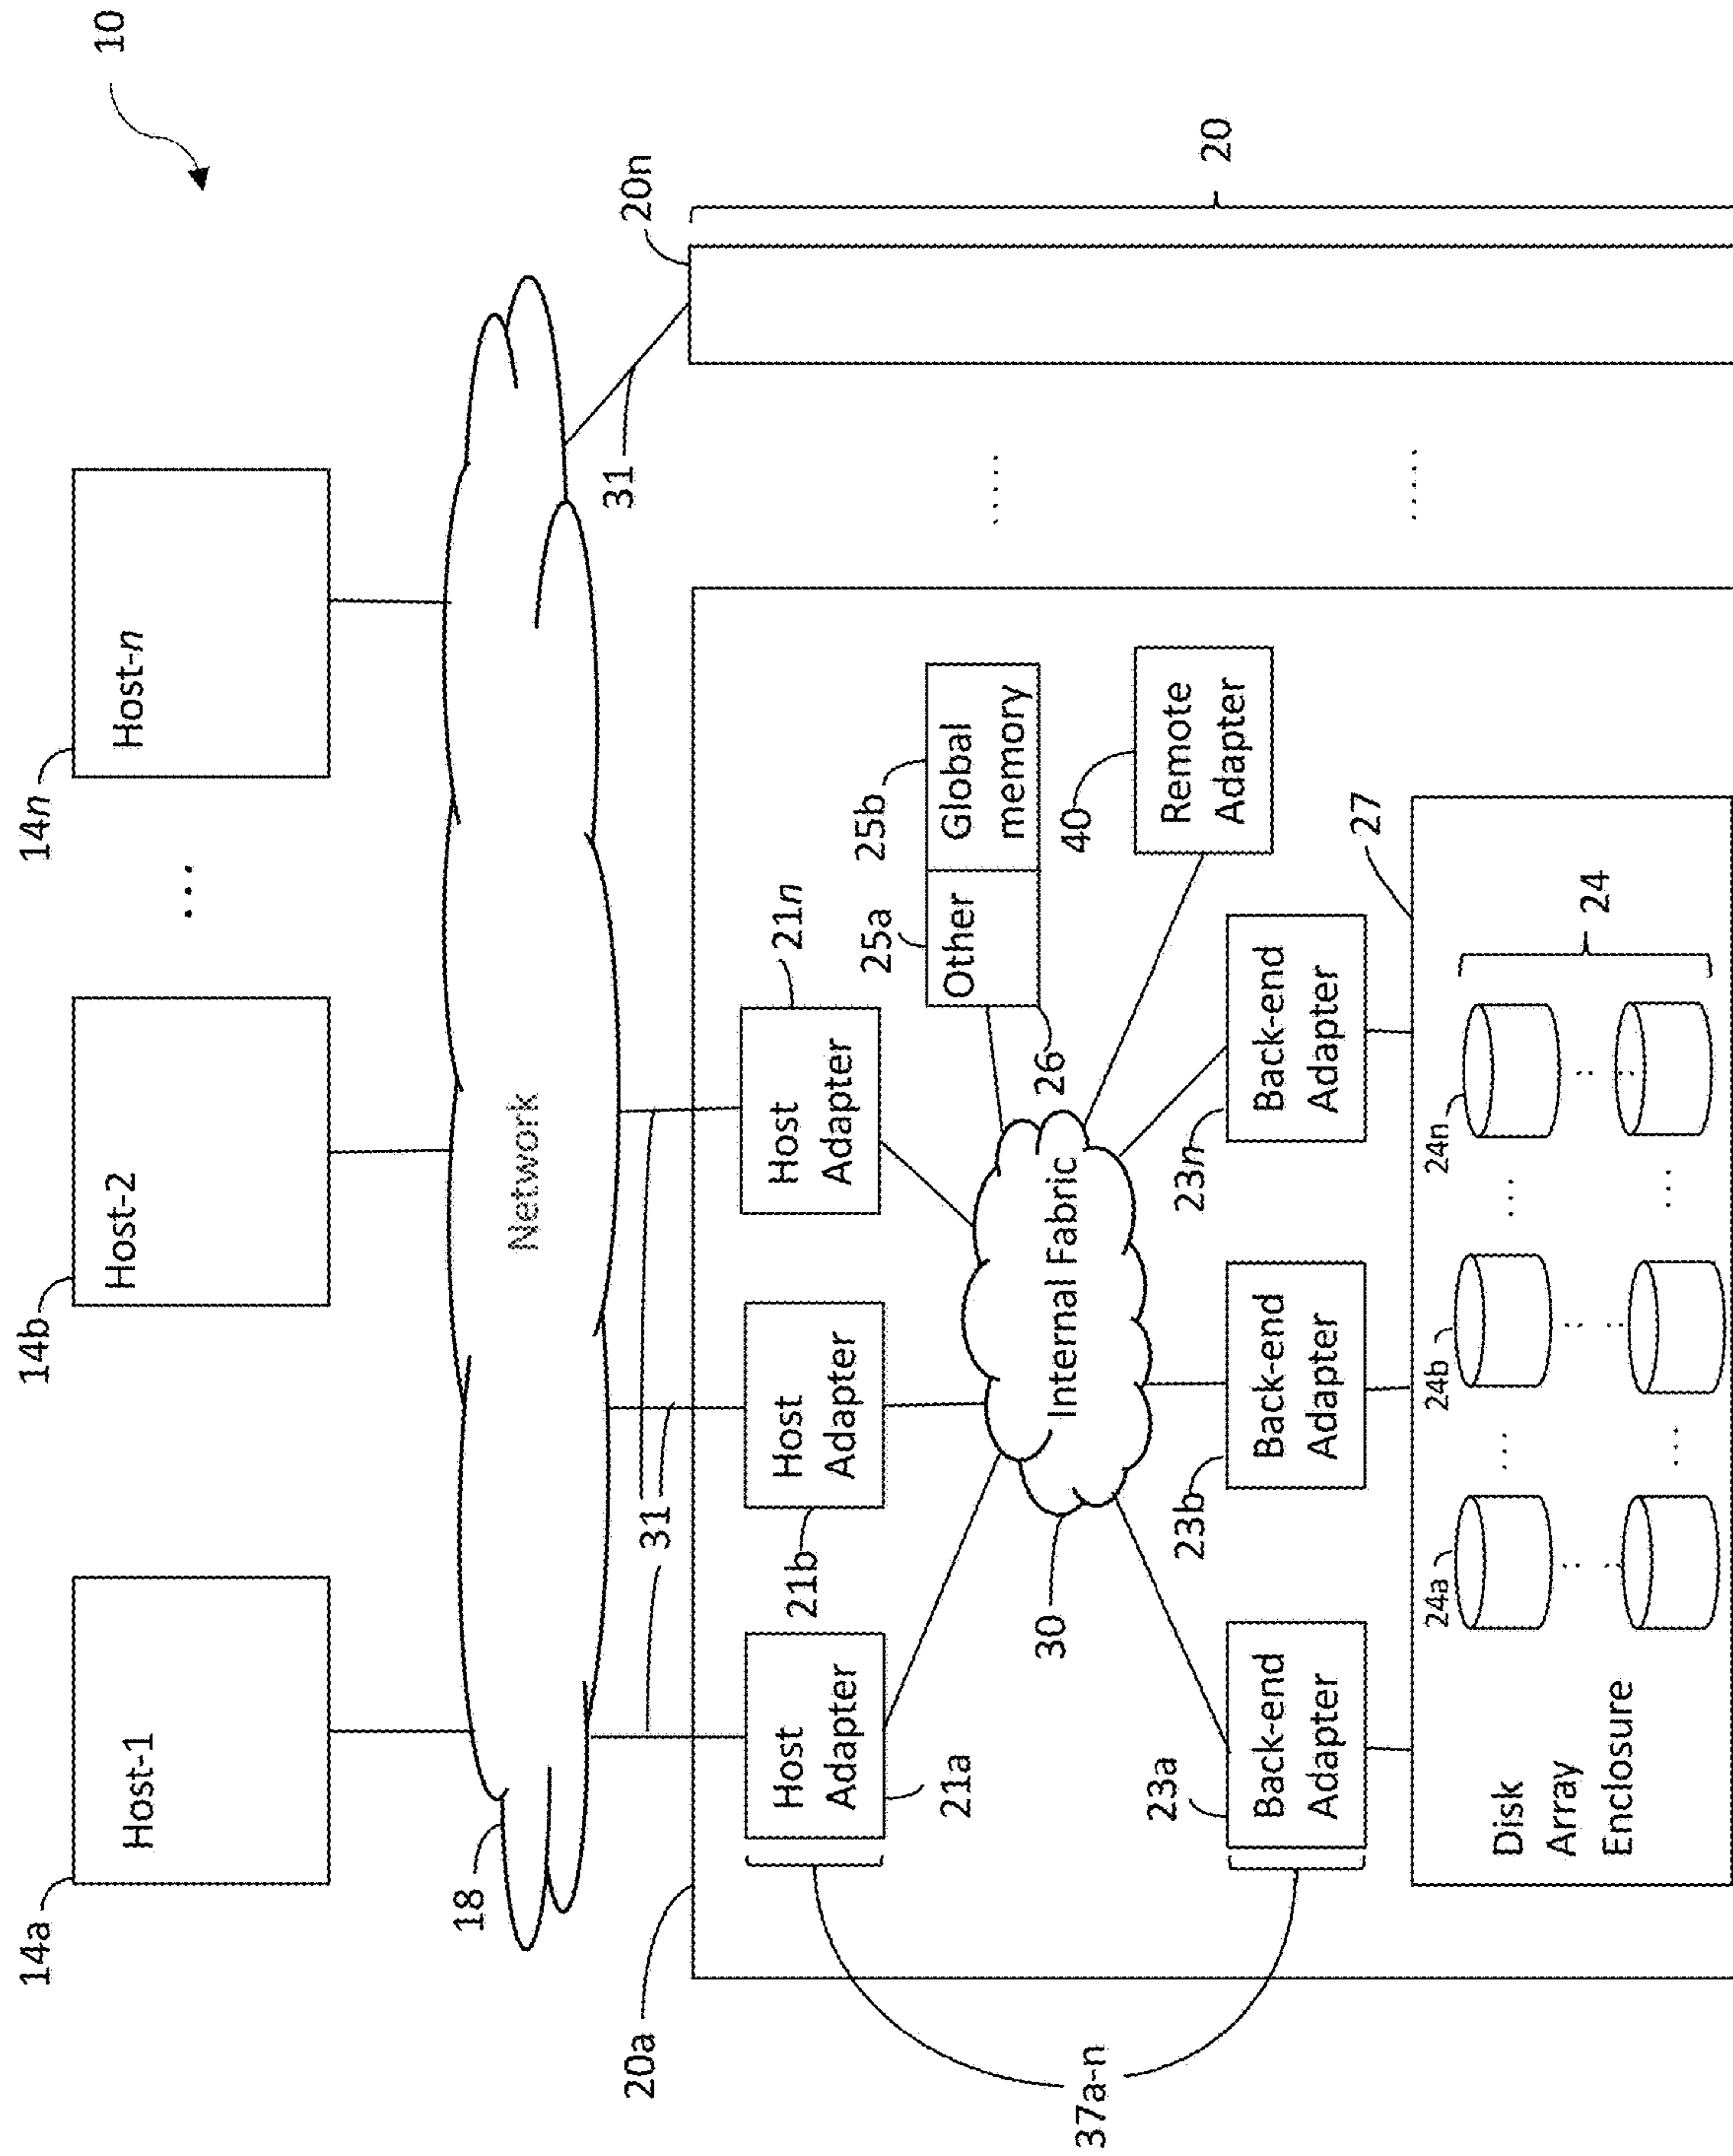 10
14a
14b
14n
Host-1
Host-2
...
Host-n
18
Network
20n
31
31
20a
20
Host
Adapter
Host
Adapter
Host
Adapter
21n
21a
21b
25a
25b
Other
Global
memory
26
Internal Fabric
30
40
Remote
Adapter
37a-n
23a
23b
23n
Back-end
Adapter
Back-end
Adapter
Back-end
Adapter
27
.....
.....
24a
24b
24n
24
Disk
Array
Enclosure
...
...
...
...